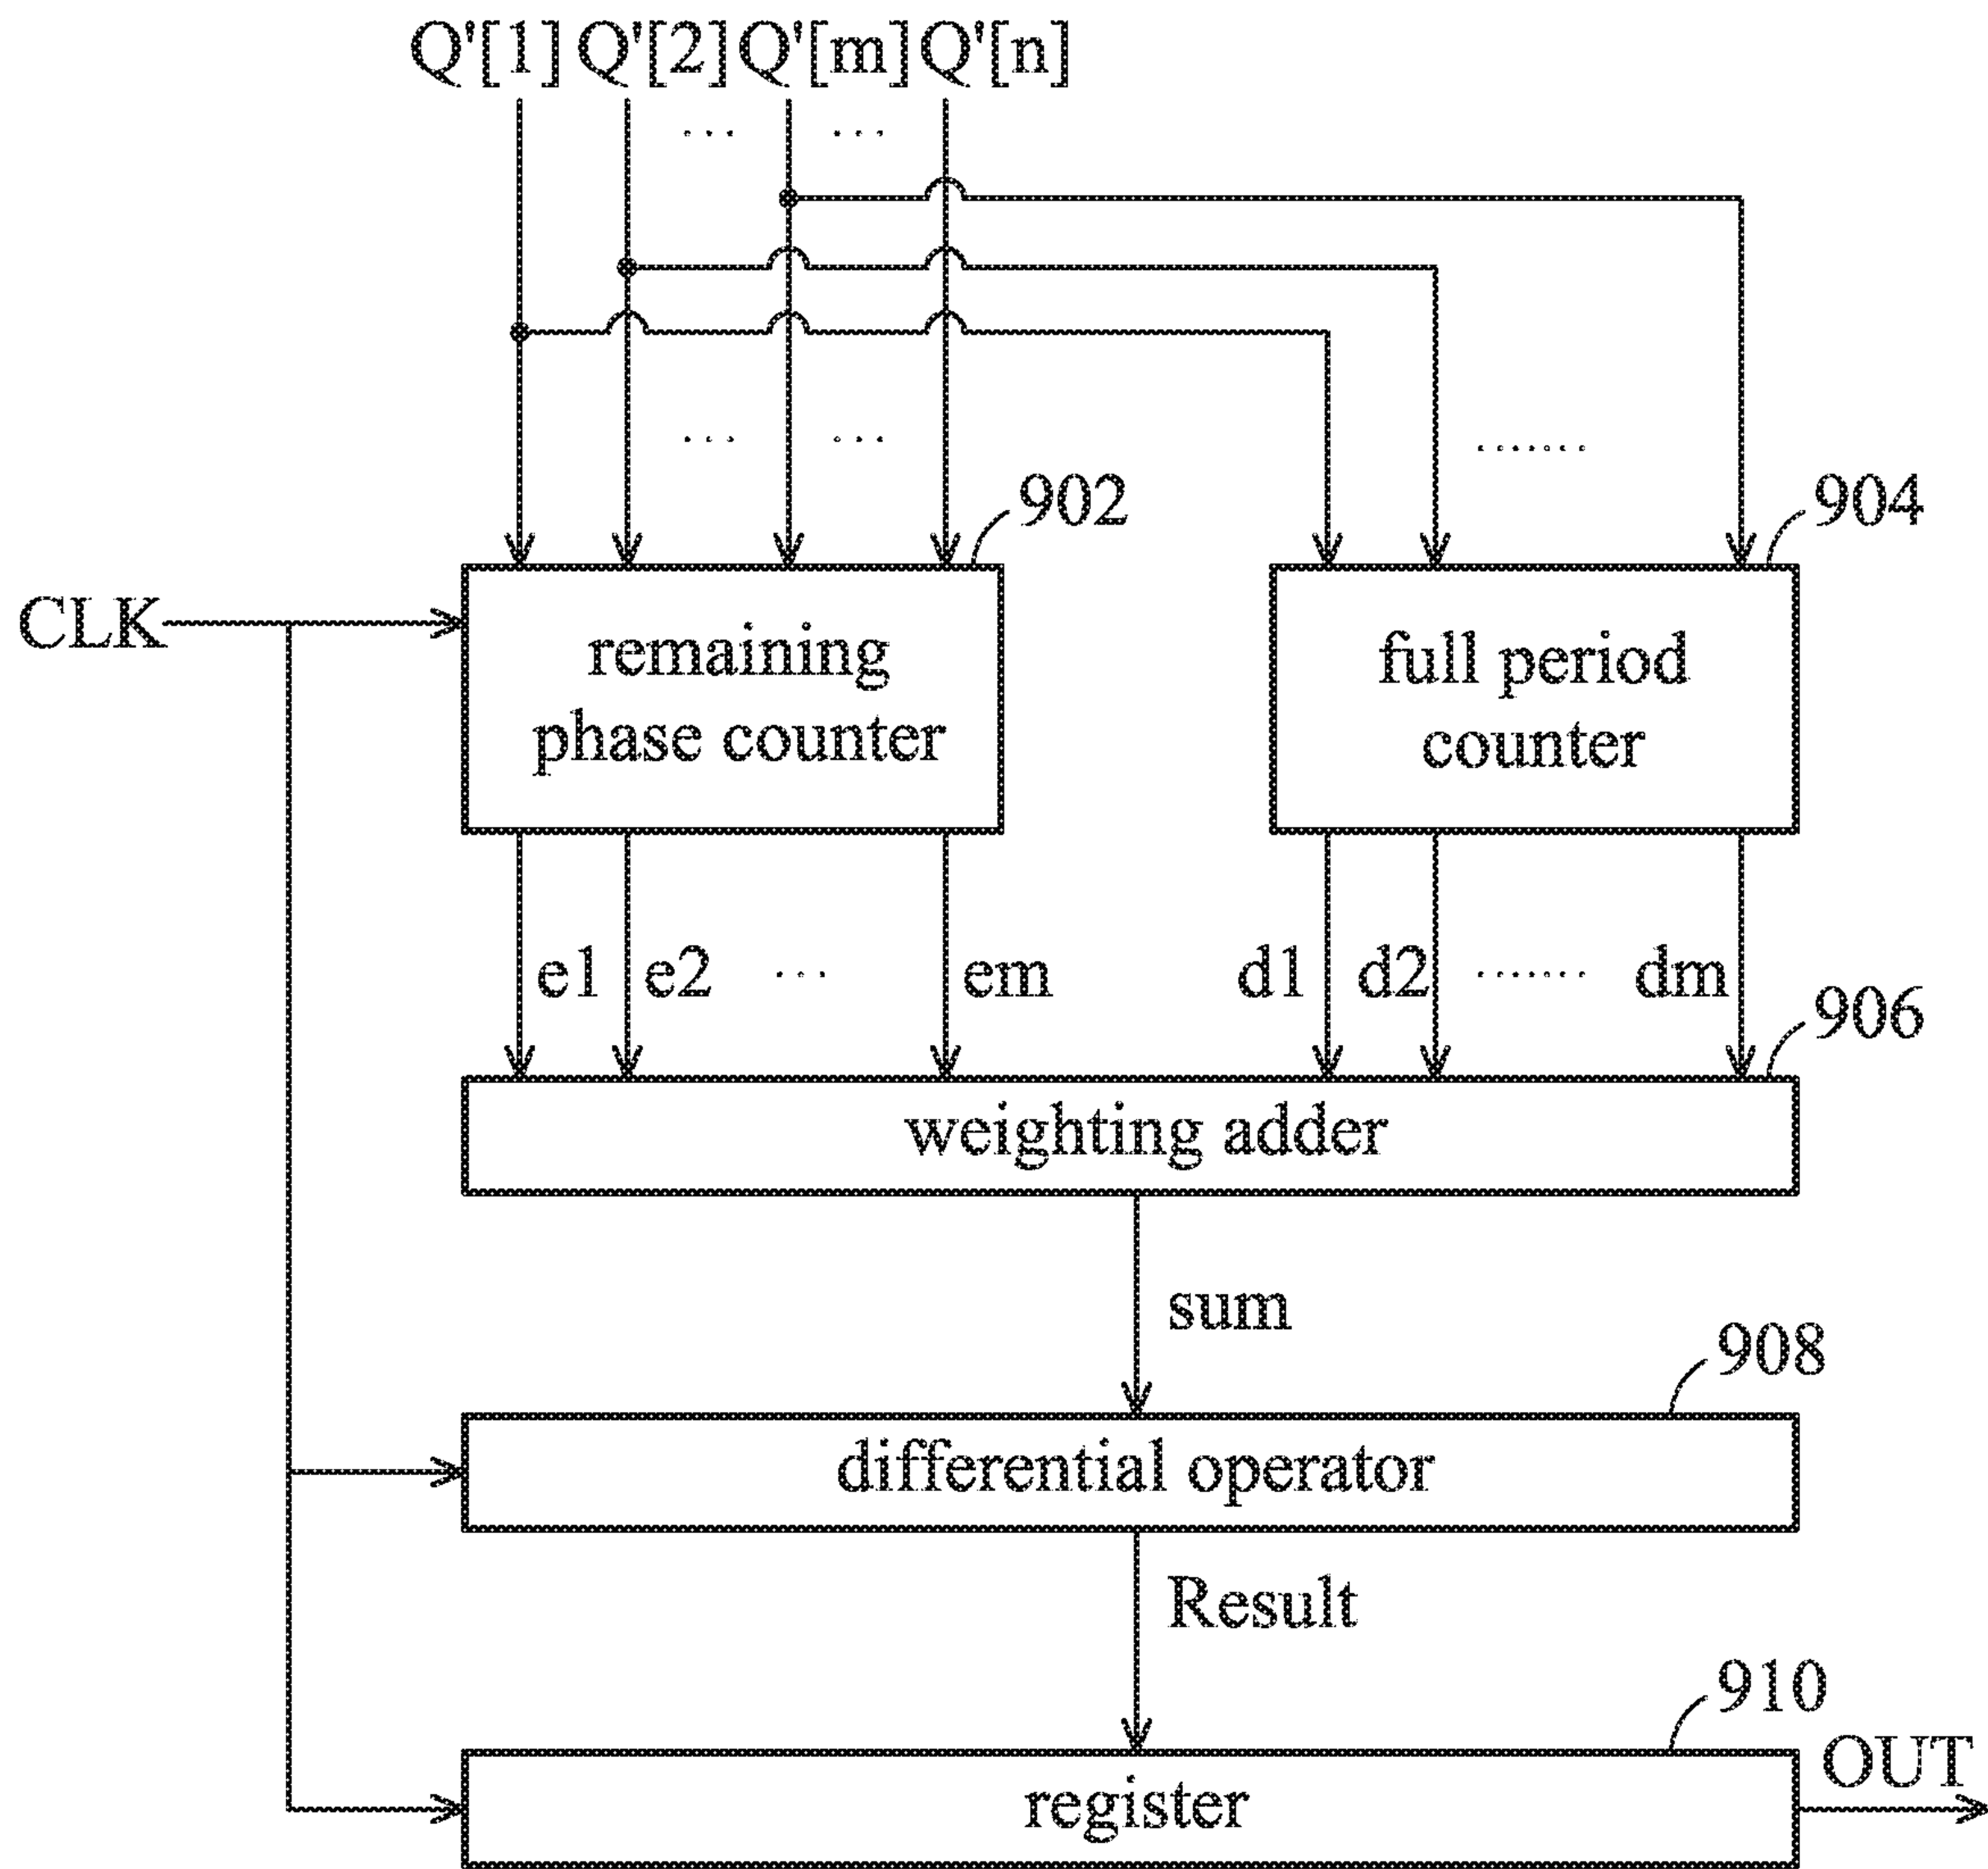 Q'[1] Q'[2] Q'[m] Q'[n]
... ...
... ... .......
902 904
CLK
remaining
phase counter
full period
counter
e1 e2 ... em d1 d2 ....... dm
906
weighting adder
sum
908
differential operator
Result
910
OUT
register